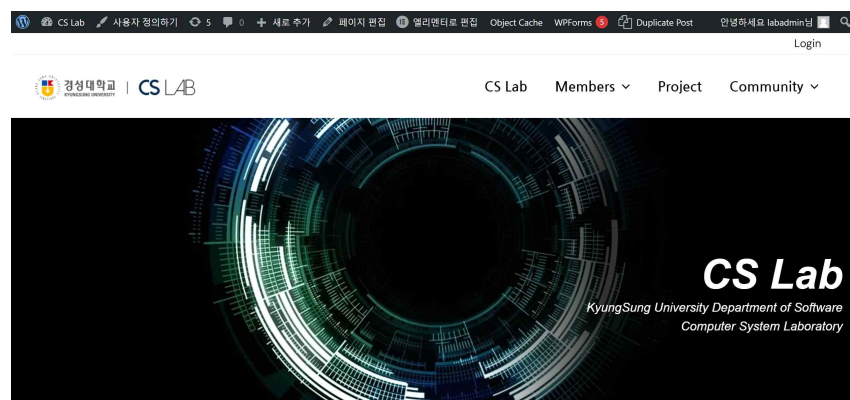 CS Lab 사용자 정의하기 5 0 새로 추가 페이지 편집 엘리멘터로 편집 Object Cache WPForms 5 Duplicate Post 안녕하세요 labadmin님
Login
경성대학교 | CS LAB
KYUNGSUNG UNIVERSITY
CS Lab Members Project Community
CS Lab
KyungSung University Department of Software
Computer System Laboratory